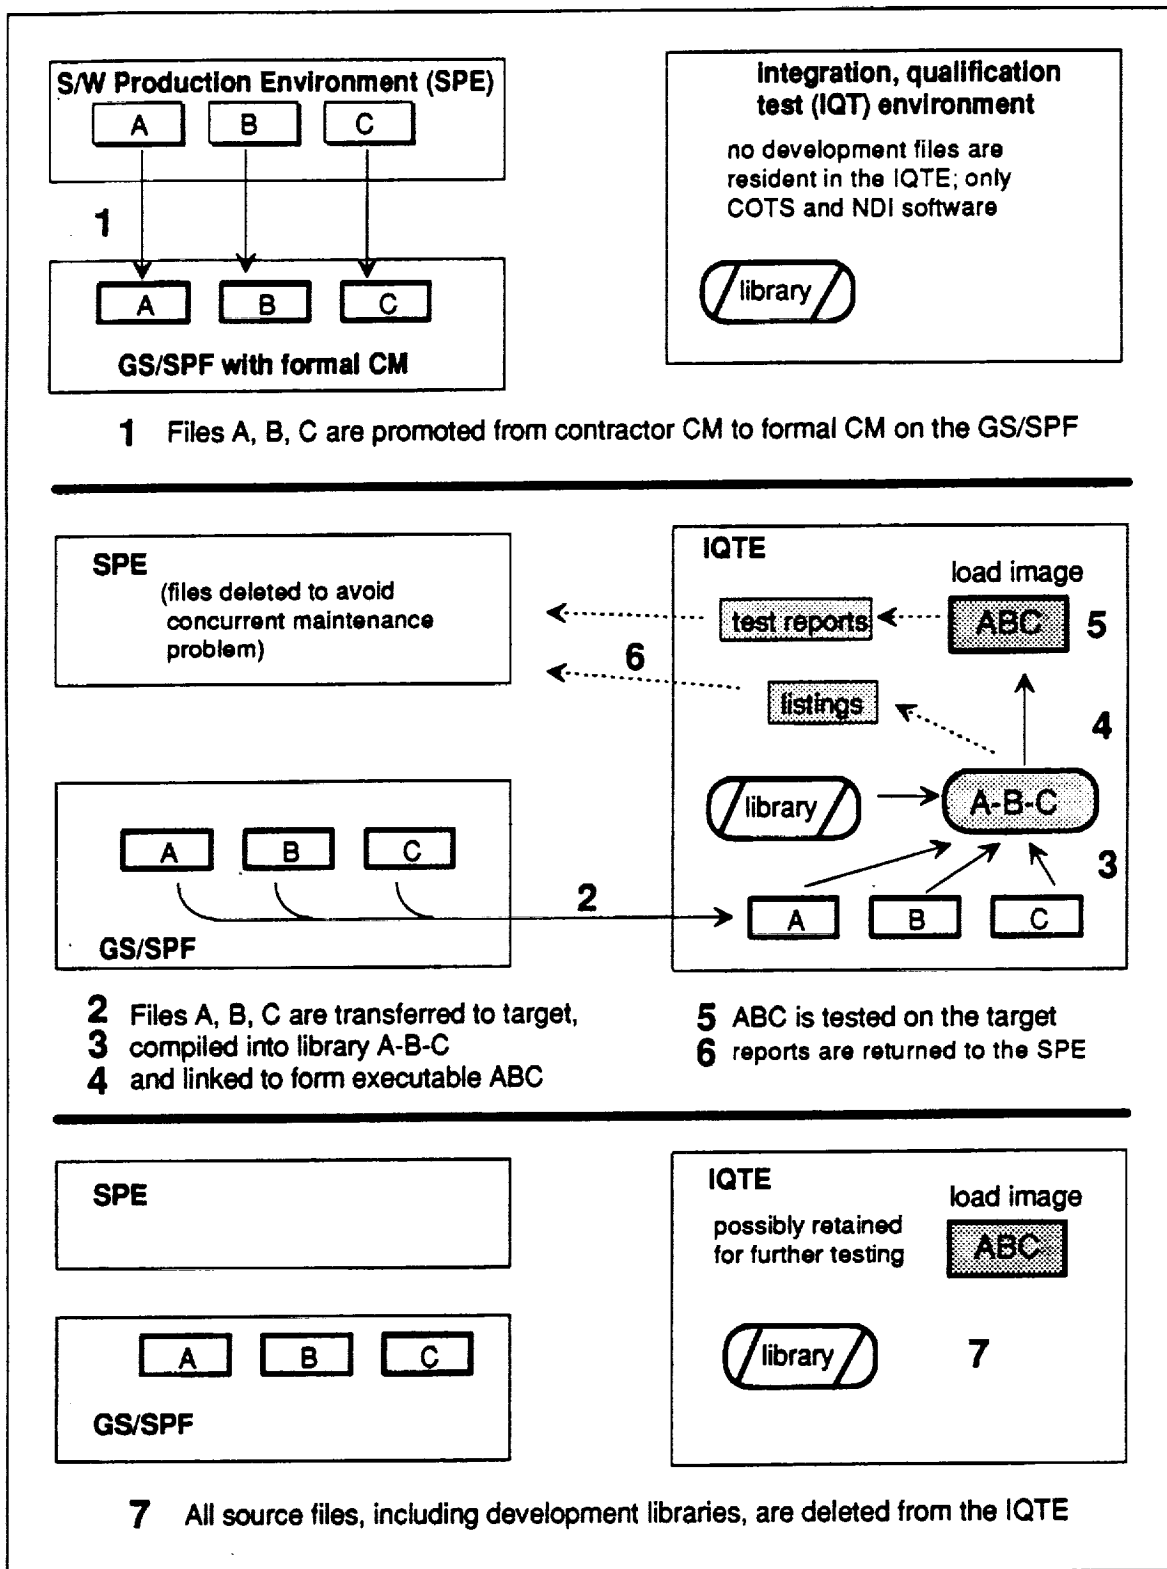 S/W Production Environment (SPE)
A B C
1
A B C
GS/SPF with formal CM
integration, qualification
test (IQT) environment
no development files are
resident in the IQTE; only
COTS and NDI software
library
1 Files A, B, C are promoted from contractor CM to formal CM on the GS/SPF
SPE
(files deleted to avoid
concurrent maintenance
problem)
IQTE
load image
test reports
ABC
5
6
listings
4
library
A-B-C
3
A B C
2
A B C
GS/SPF
2 Files A, B, C are transferred to target,
3 compiled into library A-B-C
4 and linked to form executable ABC
5 ABC is tested on the target
6 reports are returned to the SPE
SPE
A B C
GS/SPF
IQTE
load image
possibly retained
for further testing
ABC
library
7
7 All source files, including development libraries, are deleted from the IQTE